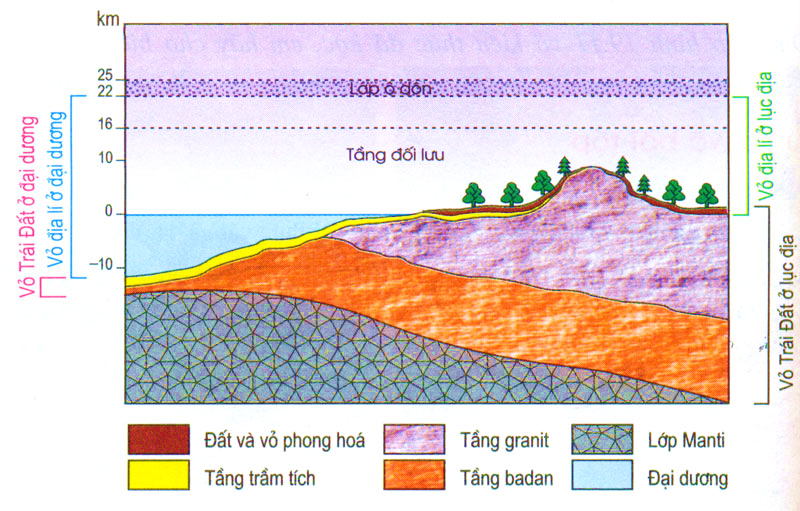 km
25
22
Lớp ô dôn
16
Tầng đối lưu
10
0
–10
Vỏ Trái Đất ở đại dương
Vỏ địa lí ở đại dương
Vỏ địa lí ở lục địa
Vỏ Trái Đất ở lục địa
Đất và vỏ phong hoá
Tầng granit
Lớp Manti
Tầng trầm tích
Tầng badan
Đại dương